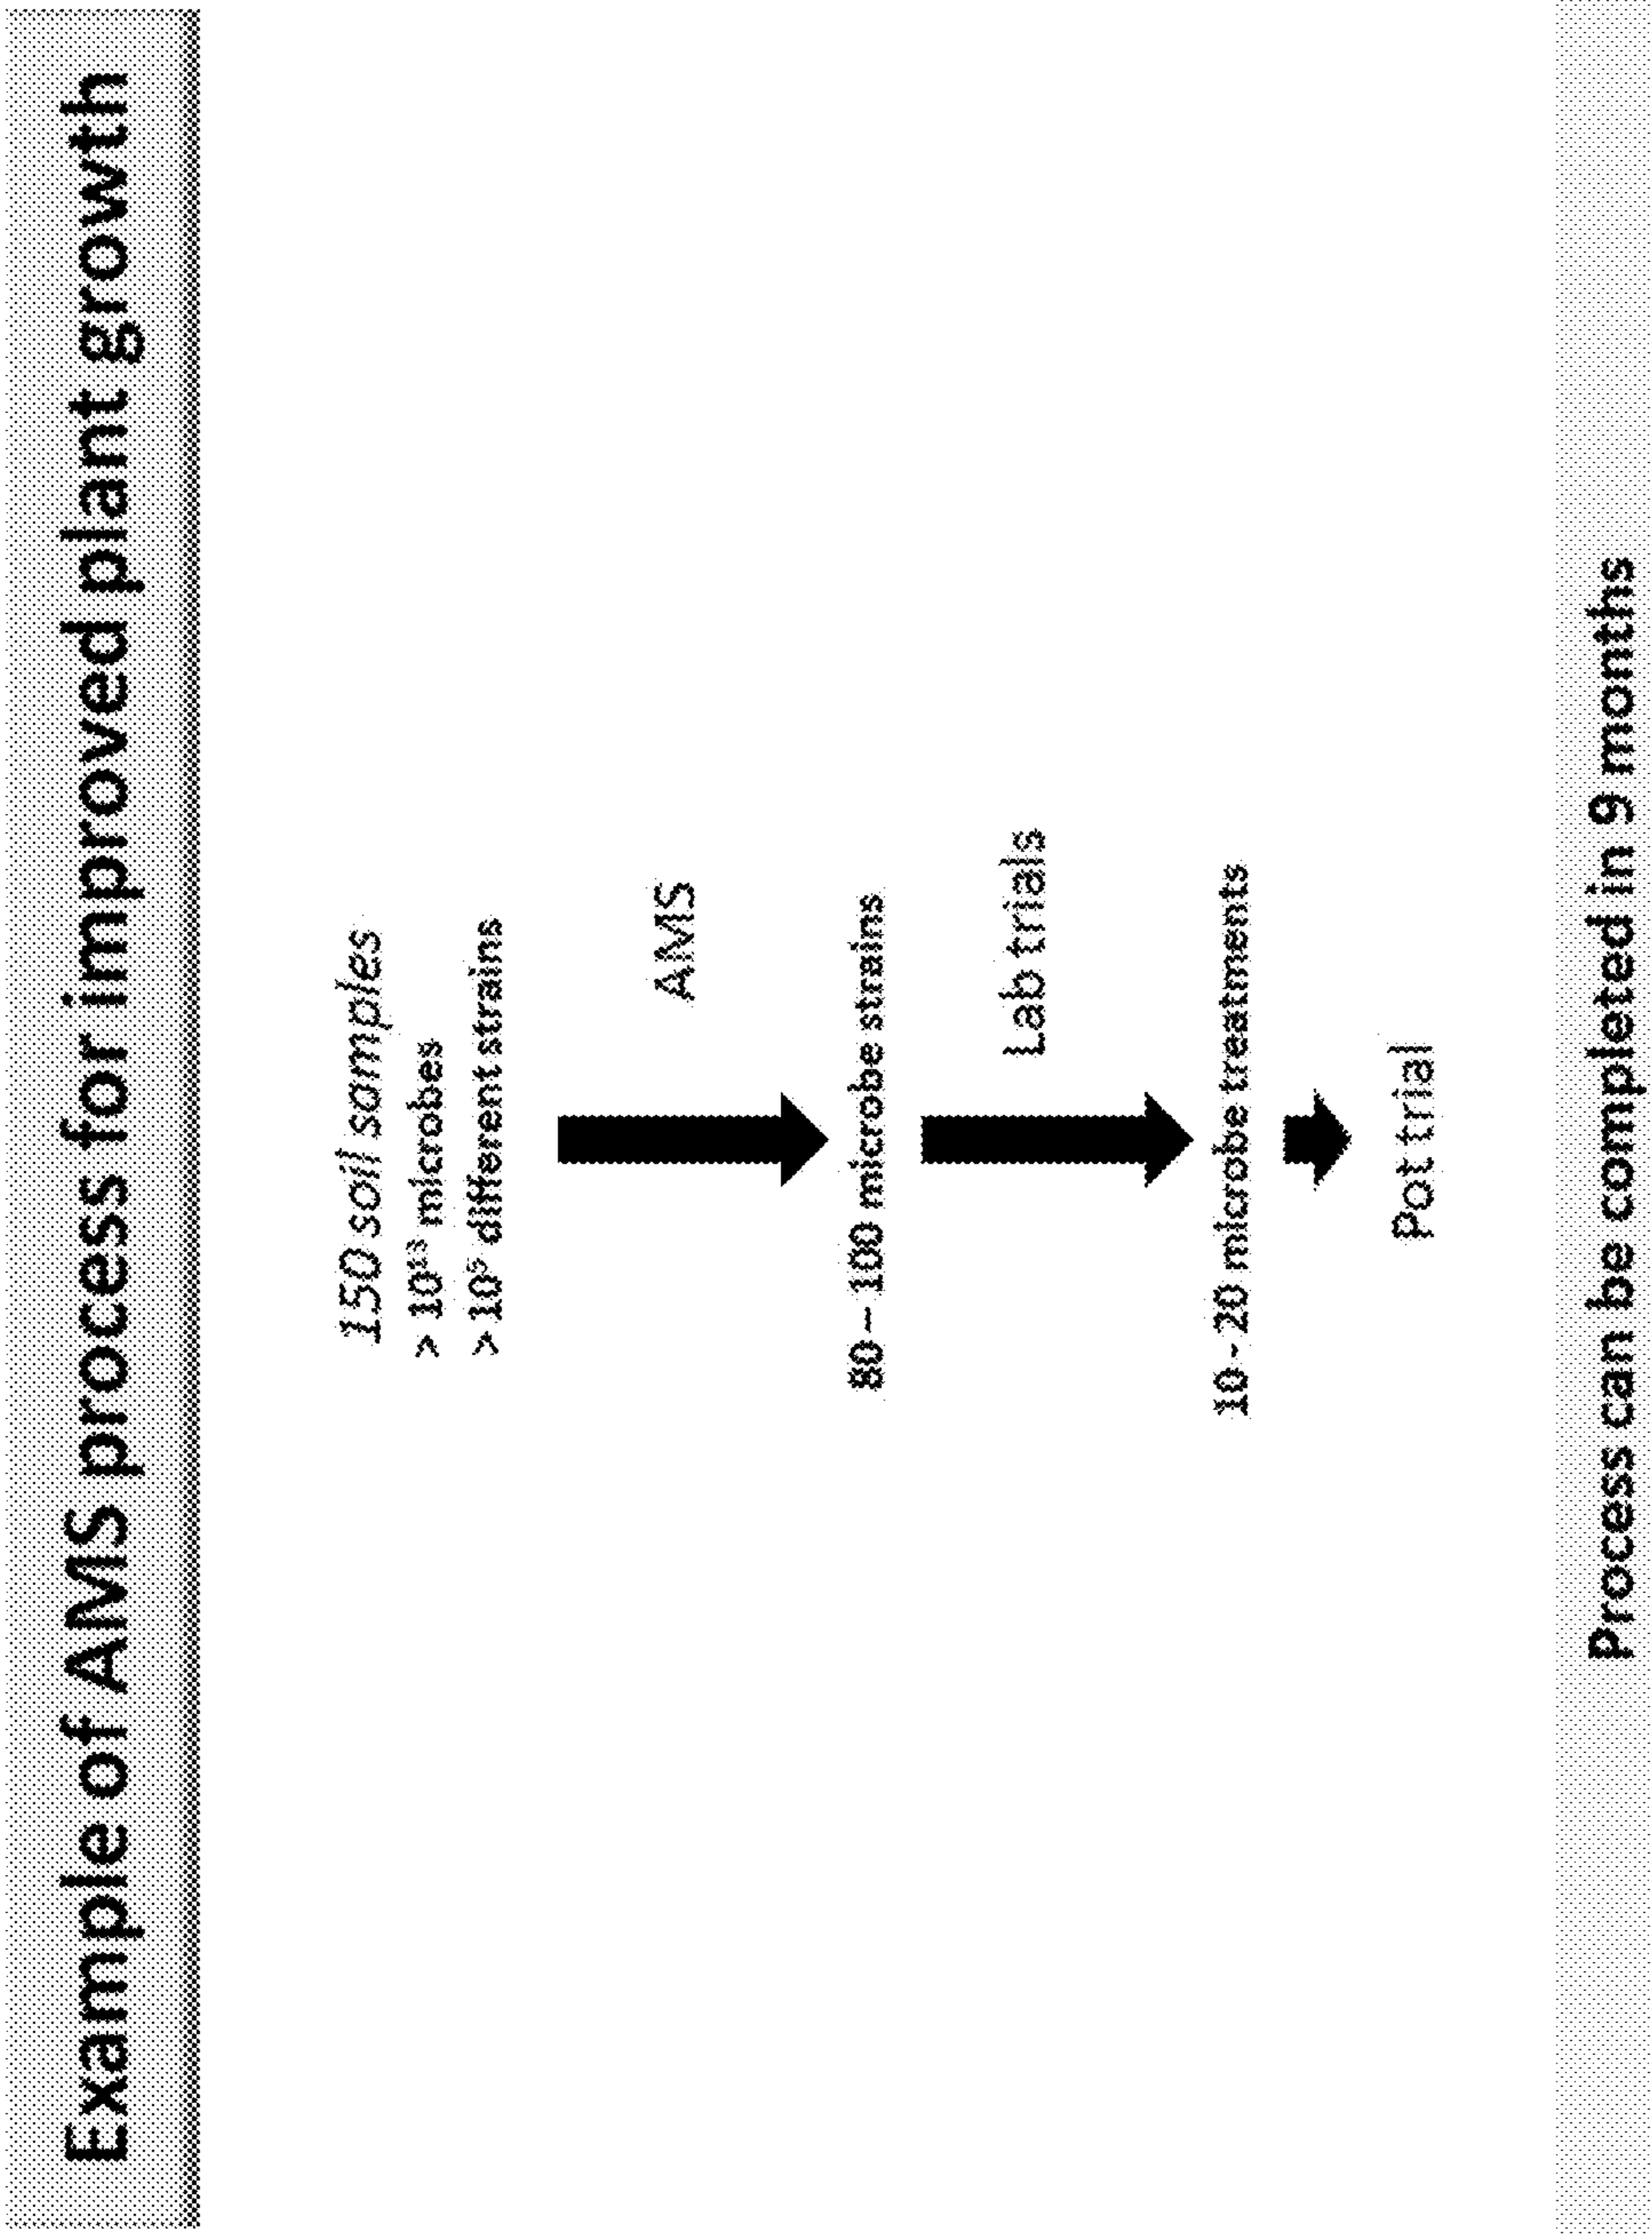 Example of AMS process for improved plant growth
150 soil samples
> 10¹³ microbes
> 10⁵ different strains
AMS
80 – 100 microbe strains
Lab trials
10 - 20 microbe treatments
Pot trial
Process can be completed in 9 months